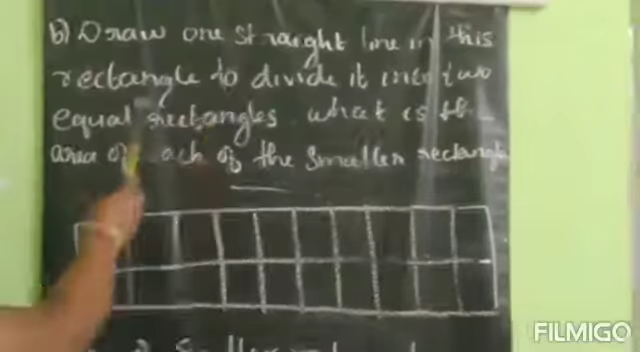 b) Draw one straight line in this
rectangle to divide it into two
equal rectangles. what is the
area of each of the smaller rectangl
FILMIGO